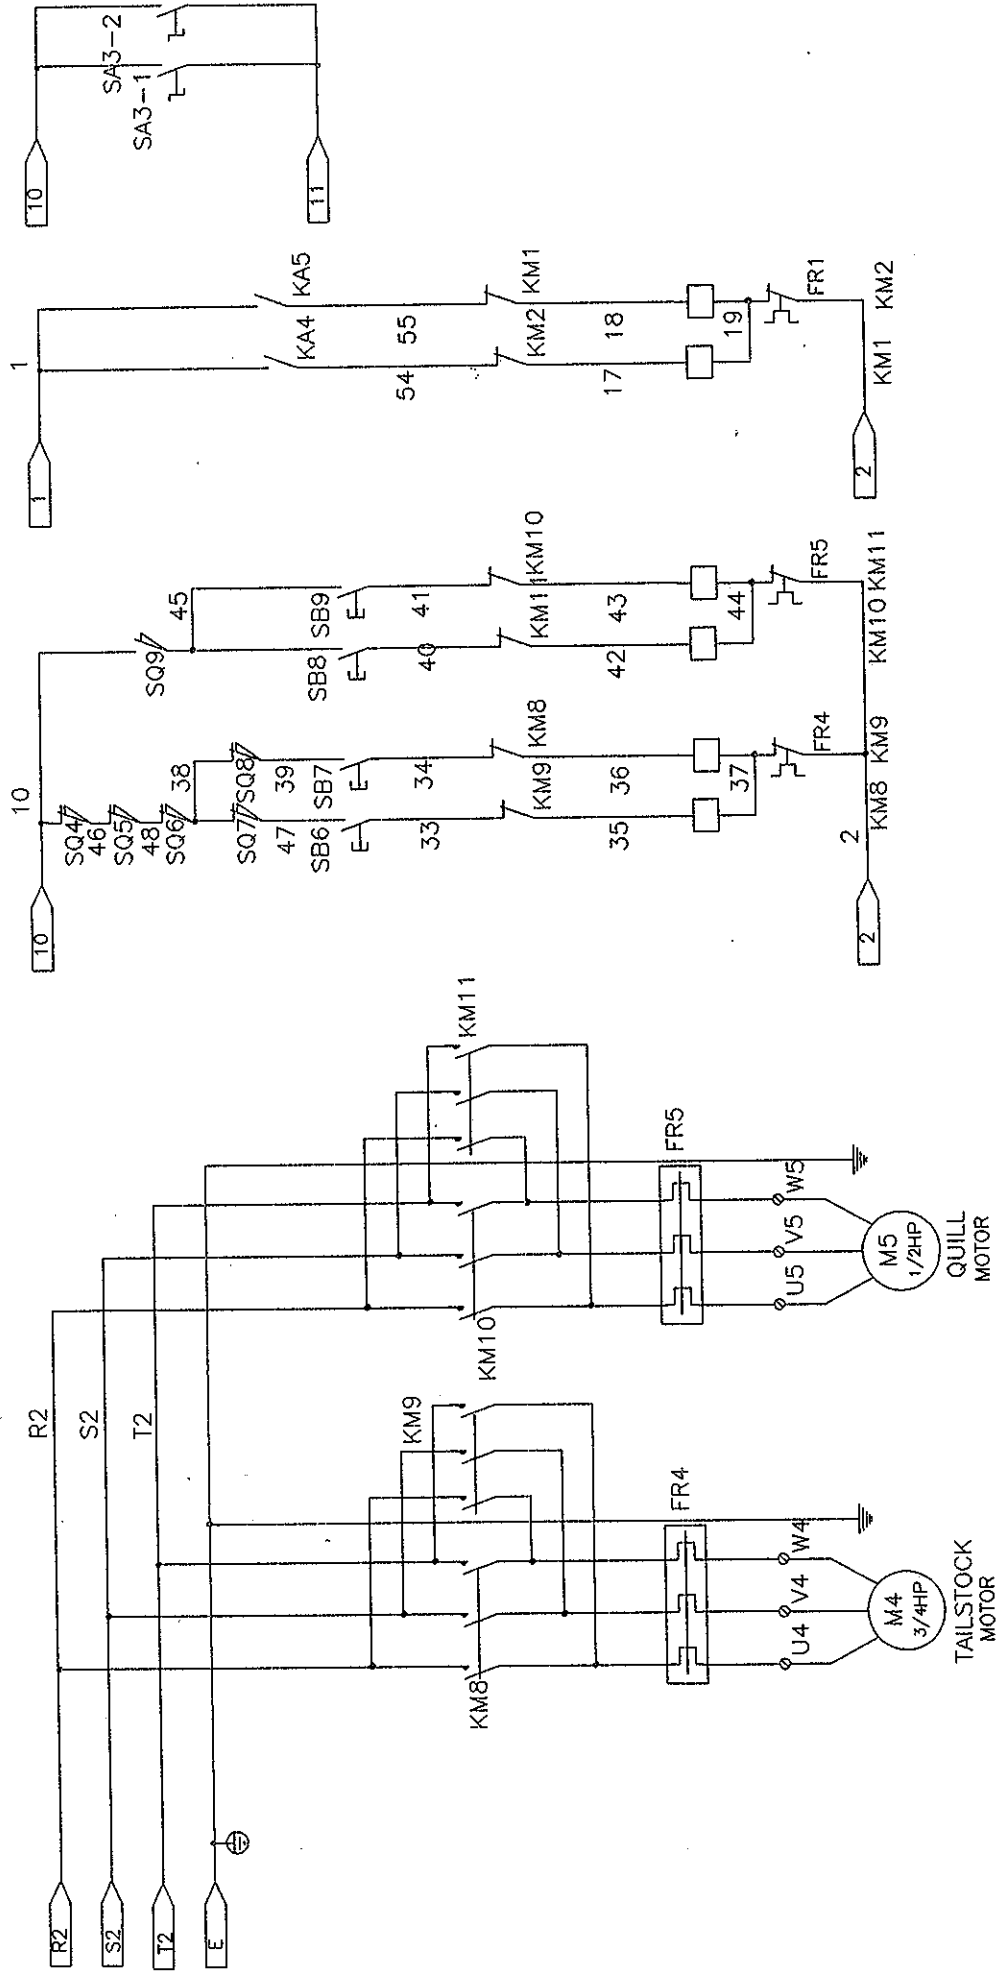 R2
S2
T2
E
R2
S2
T2
KM8
KM9
FR4
U4
V4
W4
M4
3/4HP
TAILSTOCK
MOTOR
KM10
KM11
FR5
U5
V5
W5
M5
1/2HP
QUILL
MOTOR
10
10
SQ4
46
SQ5
48
SQ6
38
SQ7
SQ8
47
39
SB6
SB7
33
34
KM9
KM8
35
36
37
FR4
2
2
KM8
KM9
SQ9
45
SB8
SB9
40
41
KM11
KM10
42
43
44
FR5
KM10
KM11
1
1
KA4
KA5
54
55
KM2
KM1
17
18
19
FR1
2
KM1
KM2
10
11
SA3-1
SA3-2